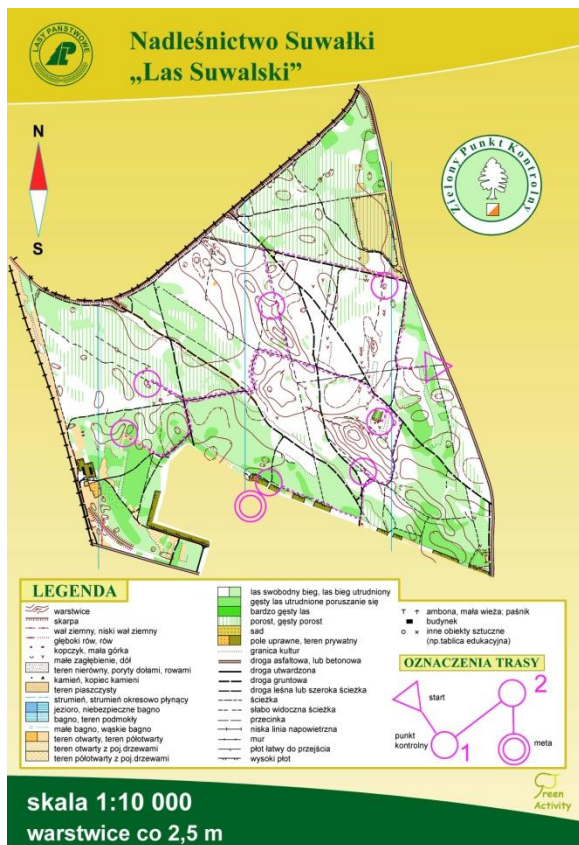 LASY PAŃSTWOWE
Nadleśnictwo Suwałki
„Las Suwalski”
N
S
Zielony Punkt Kontrolny
LEGENDA
warstwice
skarpa
wał ziemny, niski wał ziemny
głęboki rów, rów
kopczyk, mała górka
małe zagłębienie, dół
teren nierówny, poryty dołami, rowami
kamień, kopiec kamieni
teren piaszczysty
strumień, strumień okresowo płynący
jezioro, niebezpieczne bagno
bagno, teren podmokły
małe bagno, wąskie bagno
teren otwarty, teren półotwarty
teren otwarty z poj.drzewami
teren półotwarty z poj.drzewami
las swobodny bieg, las bieg utrudniony
gęsty las utrudnione poruszanie się
bardzo gęsty las
porost, gęsty porost
sad
pole uprawne, teren prywatny
granica kultur
droga asfaltowa, lub betonowa
droga utwardzona
droga gruntowa
droga leśna lub szeroka ścieżka
ścieżka
słabo widoczna ścieżka
przecinka
niska linia napowietrzna
mur
płot łatwy do przejścia
wysoki płot
ambona, mała wieża; paśnik
budynek
inne obiekty sztuczne
(np.tablica edukacyjna)
OZNACZENIA TRASY
start
2
punkt
kontrolny
1
meta
Green
Activity
skala 1:10 000
warstwice co 2,5 m